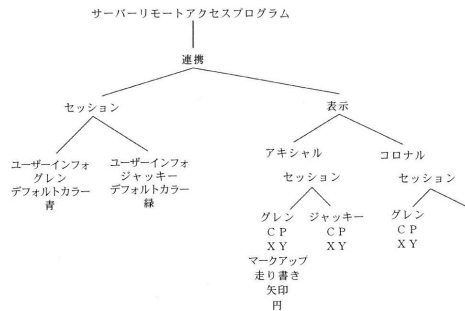 サーバーリモートアクセスプログラム
連携
セッション
表示
ユーザーインフォ
グレン
デフォルトカラー
青
ユーザーインフォ
ジャッキー
デフォルトカラー
緑
アキシャル
コロナル
セッション
セッション
グレン
ＣＰ
ＸＹ
マークアップ
走り書き
矢印
円
ジャッキー
ＣＰ
ＸＹ
グレン
ＣＰ
ＸＹ